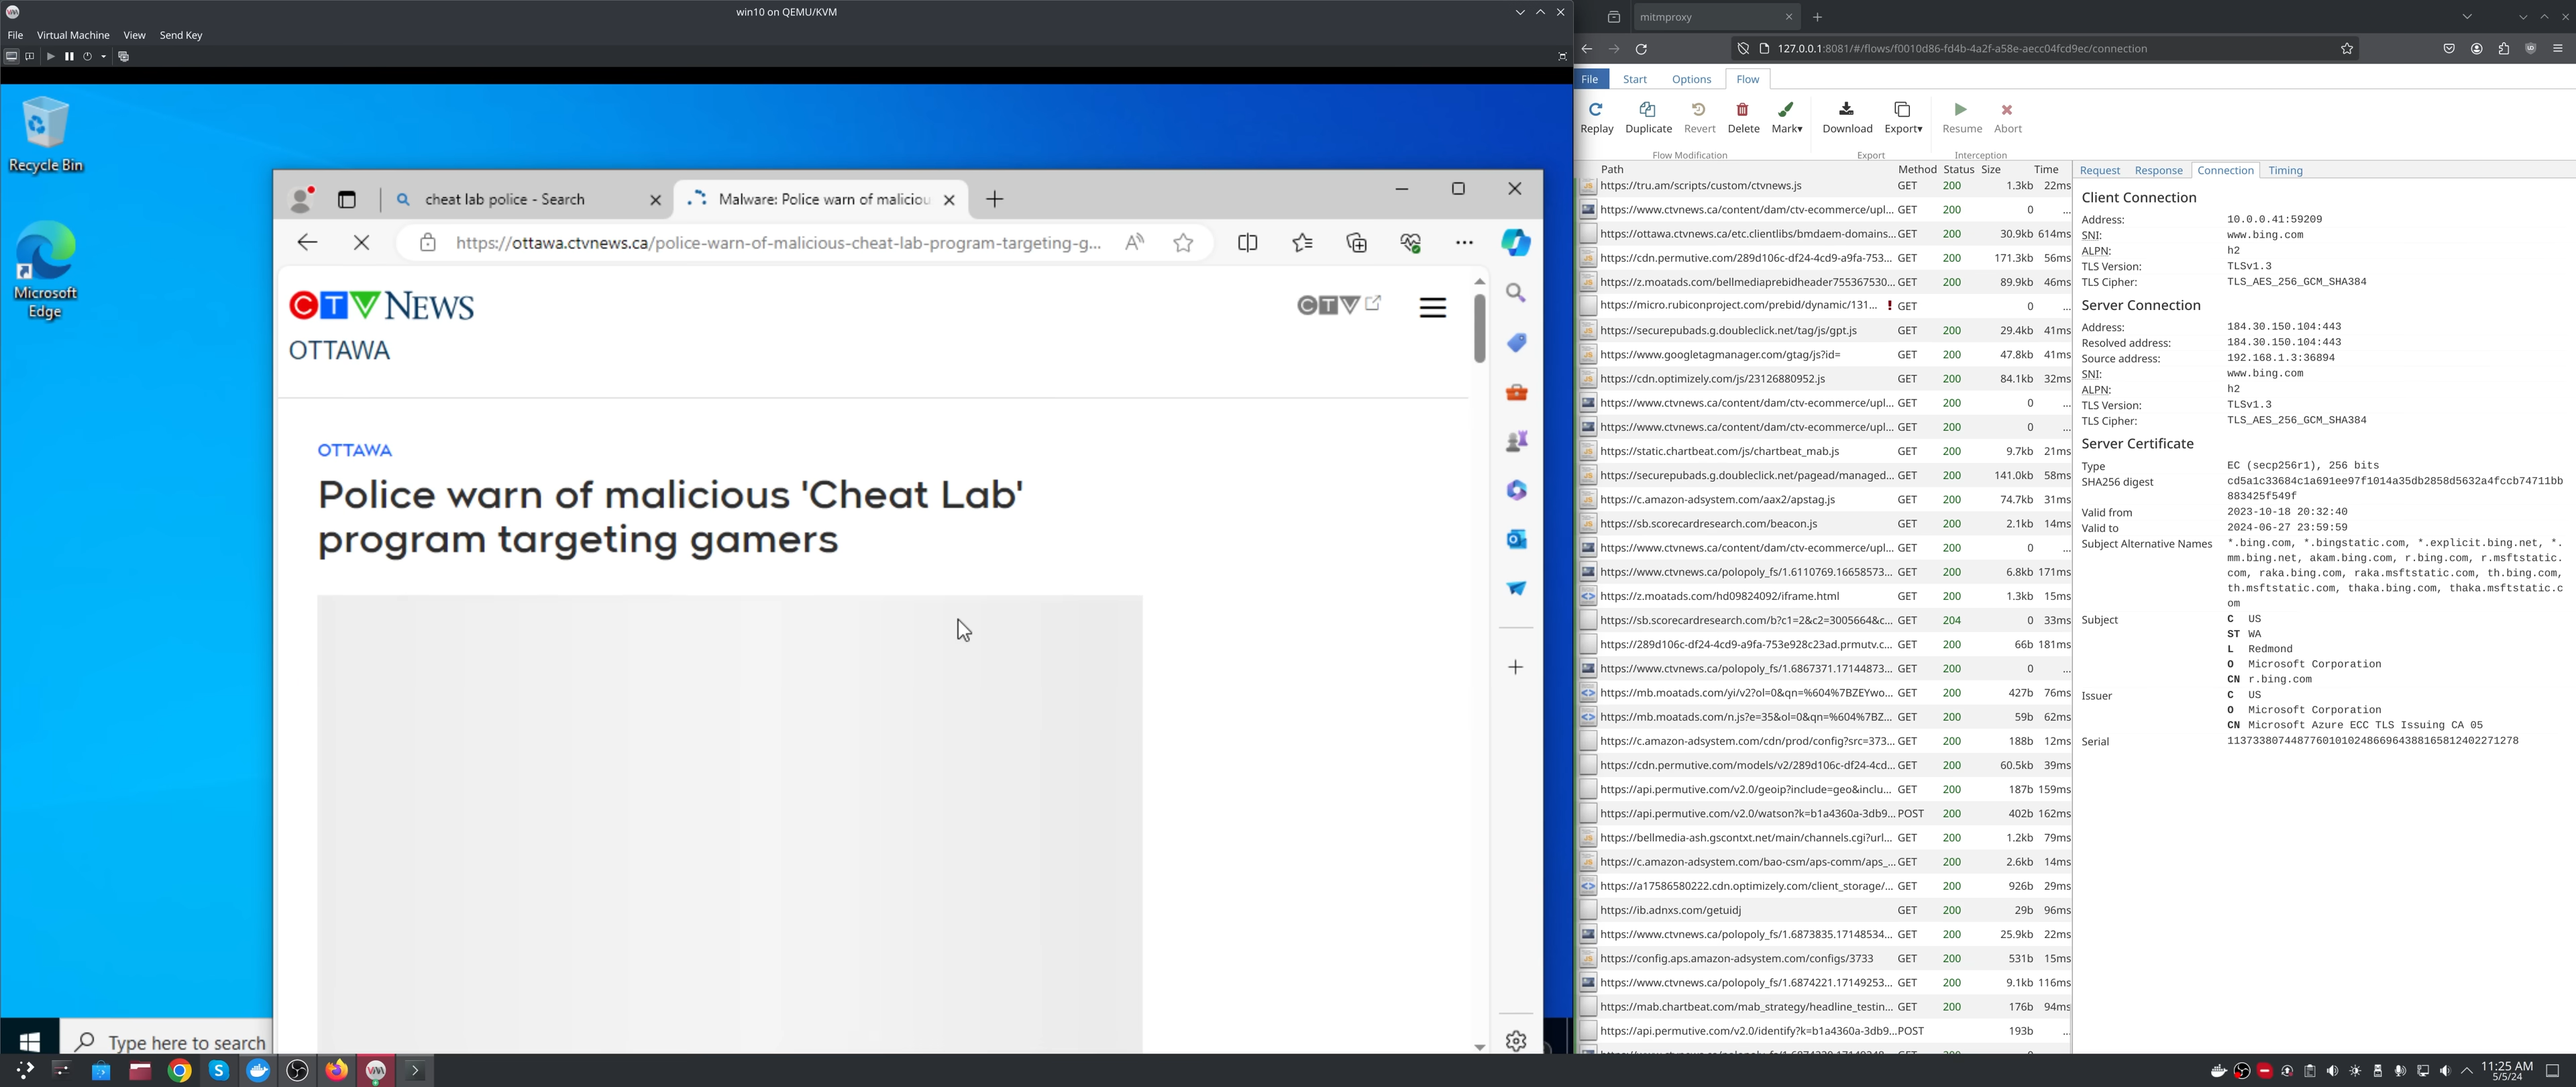 win10 on QEMU/KVM
File Virtual Machine View Send Key
Recycle Bin
Microsoft
Edge
cheat lab police - Search
Malware: Police warn of maliciou
https://ottawa.ctvnews.ca/police-warn-of-malicious-cheat-lab-program-targeting-g...
CTV NEWS
CTV
OTTAWA
OTTAWA
Police warn of malicious 'Cheat Lab'
program targeting gamers
Type here to search
mitmproxy
127.0.0.1:8081/#/flows/f0010d86-fd4b-4a2f-a58e-aecc04fcd9ec/connection
File Start Options Flow
Replay Duplicate Revert Delete Mark▾ Download Export▾ Resume Abort
Flow Modification Export Interception
Path Method Status Size Time
https://tru.am/scripts/custom/ctvnews.js GET 200 1.3kb 22ms
https://www.ctvnews.ca/content/dam/ctv-ecommerce/upl... GET 200 0 ...
https://ottawa.ctvnews.ca/etc.clientlibs/bmdaem-domains... GET 200 30.9kb 614ms
https://cdn.permutive.com/289d106c-df24-4cd9-a9fa-753... GET 200 171.3kb 56ms
https://z.moatads.com/bellmediaprebidheader755367530... GET 200 89.9kb 46ms
https://micro.rubiconproject.com/prebid/dynamic/131... ! GET 0 ...
https://securepubads.g.doubleclick.net/tag/js/gpt.js GET 200 29.4kb 41ms
https://www.googletagmanager.com/gtag/js?id= GET 200 47.8kb 41ms
https://cdn.optimizely.com/js/23126880952.js GET 200 84.1kb 32ms
https://www.ctvnews.ca/content/dam/ctv-ecommerce/upl... GET 200 0 ...
https://www.ctvnews.ca/content/dam/ctv-ecommerce/upl... GET 200 0 ...
https://static.chartbeat.com/js/chartbeat_mab.js GET 200 9.7kb 21ms
https://securepubads.g.doubleclick.net/pagead/managed... GET 200 141.0kb 58ms
https://c.amazon-adsystem.com/aax2/apstag.js GET 200 74.7kb 31ms
https://sb.scorecardresearch.com/beacon.js GET 200 2.1kb 14ms
https://www.ctvnews.ca/content/dam/ctv-ecommerce/upl... GET 200 0 ...
https://www.ctvnews.ca/polopoly_fs/1.6110769.16658573... GET 200 6.8kb 171ms
https://z.moatads.com/hd09824092/iframe.html GET 200 1.3kb 15ms
https://sb.scorecardresearch.com/b?c1=2&c2=3005664&c... GET 204 0 33ms
https://289d106c-df24-4cd9-a9fa-753e928c23ad.prmutv.c... GET 200 66b 181ms
https://www.ctvnews.ca/polopoly_fs/1.6867371.17144873... GET 200 0 ...
https://mb.moatads.com/yi/v2?ol=0&qn=%604%7BZEYwo... GET 200 427b 76ms
https://mb.moatads.com/n.js?e=35&ol=0&qn=%604%7BZ... GET 200 59b 62ms
https://c.amazon-adsystem.com/cdn/prod/config?src=373... GET 200 188b 12ms
https://cdn.permutive.com/models/v2/289d106c-df24-4cd... GET 200 60.5kb 39ms
https://api.permutive.com/v2.0/geoip?include=geo&inclu... GET 200 187b 159ms
https://api.permutive.com/v2.0/watson?k=b1a4360a-3db9... POST 200 402b 162ms
https://bellmedia-ash.gscontxt.net/main/channels.cgi?url... GET 200 1.2kb 79ms
https://c.amazon-adsystem.com/bao-csm/aps-comm/aps_... GET 200 2.6kb 14ms
https://a17586580222.cdn.optimizely.com/client_storage/... GET 200 926b 29ms
https://ib.adnxs.com/getuidj GET 200 29b 96ms
https://www.ctvnews.ca/polopoly_fs/1.6873835.17148534... GET 200 25.9kb 22ms
https://config.aps.amazon-adsystem.com/configs/3733 GET 200 531b 15ms
https://www.ctvnews.ca/polopoly_fs/1.6874221.17149253... GET 200 9.1kb 116ms
https://mab.chartbeat.com/mab_strategy/headline_testin... GET 200 176b 94ms
https://api.permutive.com/v2.0/identify?k=b1a4360a-3db9... POST 193b ...
Request Response Connection Timing
Client Connection
Address: 10.0.0.41:59209
SNI: www.bing.com
ALPN: h2
TLS Version: TLSv1.3
TLS Cipher: TLS_AES_256_GCM_SHA384
Server Connection
Address: 184.30.150.104:443
Resolved address: 184.30.150.104:443
Source address: 192.168.1.3:36894
SNI: www.bing.com
ALPN: h2
TLS Version: TLSv1.3
TLS Cipher: TLS_AES_256_GCM_SHA384
Server Certificate
Type EC (secp256r1), 256 bits
SHA256 digest cd5a1c33684c1a691ee97f1014a35db2858d5632a4fccb74711bb
883425f549f
Valid from 2023-10-18 20:32:40
Valid to 2024-06-27 23:59:59
Subject Alternative Names *.bing.com, *.bingstatic.com, *.explicit.bing.net, *.
mm.bing.net, akam.bing.com, r.bing.com, r.msftstatic.
com, raka.bing.com, raka.msftstatic.com, th.bing.com,
th.msftstatic.com, thaka.bing.com, thaka.msftstatic.c
om
Subject C US
ST WA
L Redmond
O Microsoft Corporation
CN r.bing.com
Issuer C US
O Microsoft Corporation
CN Microsoft Azure ECC TLS Issuing CA 05
Serial 1137338074487760101024866964388165812402271278
11:25 AM
5/5/24